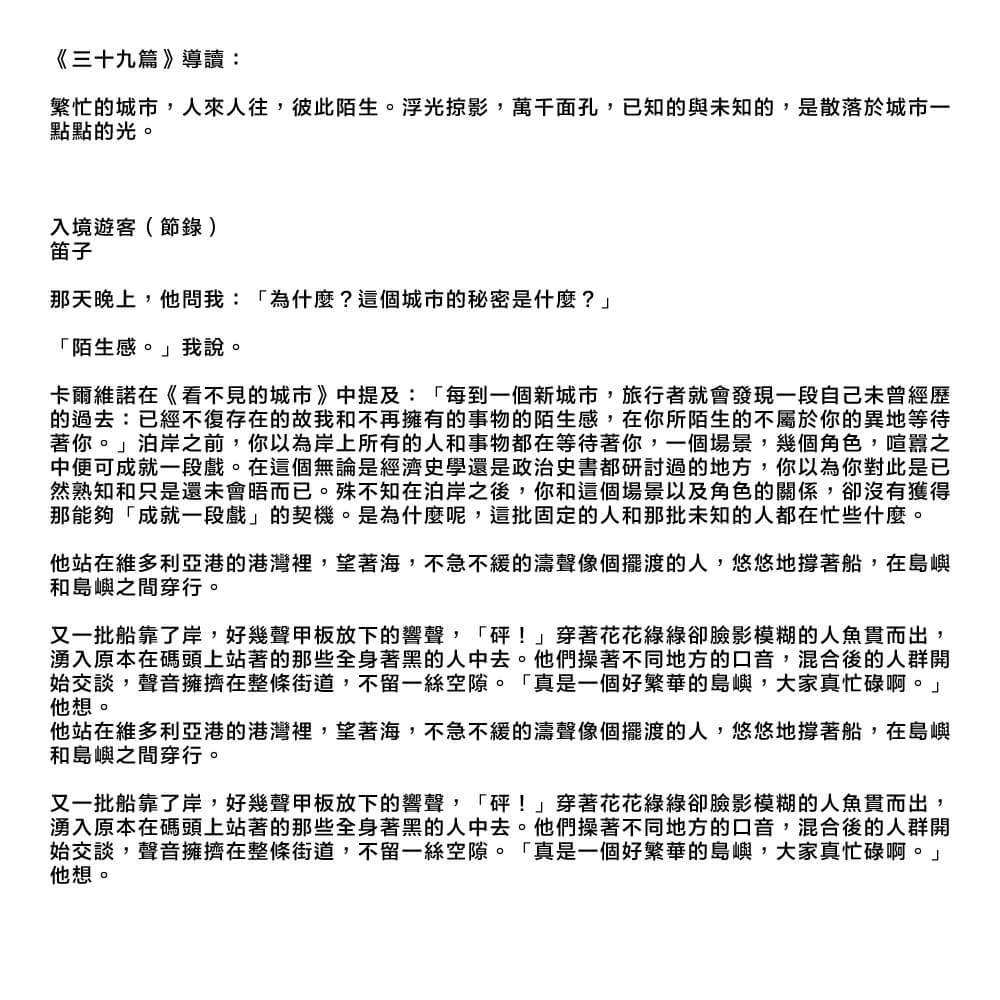 《三十九篇》導讀：
繁忙的城市，人來人往，彼此陌生。浮光掠影，萬千面孔，已知的與未知的，是散落於城市一
點點的光。
入境遊客（節錄）
笛子
那天晚上，他問我：「為什麼？這個城市的秘密是什麼？」
「陌生感。」我說。
卡爾維諾在《看不見的城市》中提及：「每到一個新城市，旅行者就會發現一段自己未曾經歷
的過去：已經不復存在的故我和不再擁有的事物的陌生感，在你所陌生的不屬於你的異地等待
著你。」泊岸之前，你以為岸上所有的人和事物都在等待著你，一個場景，幾個角色，喧囂之
中便可成就一段戲。在這個無論是經濟史學還是政治史書都研討過的地方，你以為你對此是已
然熟知和只是還未會晤而已。殊不知在泊岸之後，你和這個場景以及角色的關係，卻沒有獲得
那能夠「成就一段戲」的契機。是為什麼呢，這批固定的人和那批未知的人都在忙些什麼。
他站在維多利亞港的港灣裡，望著海，不急不緩的濤聲像個擺渡的人，悠悠地撐著船，在島嶼
和島嶼之間穿行。
又一批船靠了岸，好幾聲甲板放下的響聲，「砰！」穿著花花綠綠卻臉影模糊的人魚貫而出，
湧入原本在碼頭上站著的那些全身著黑的人中去。他們操著不同地方的口音，混合後的人群開
始交談，聲音擁擠在整條街道，不留一絲空隙。「真是一個好繁華的島嶼，大家真忙碌啊。」
他想。
他站在維多利亞港的港灣裡，望著海，不急不緩的濤聲像個擺渡的人，悠悠地撐著船，在島嶼
和島嶼之間穿行。
又一批船靠了岸，好幾聲甲板放下的響聲，「砰！」穿著花花綠綠卻臉影模糊的人魚貫而出，
湧入原本在碼頭上站著的那些全身著黑的人中去。他們操著不同地方的口音，混合後的人群開
始交談，聲音擁擠在整條街道，不留一絲空隙。「真是一個好繁華的島嶼，大家真忙碌啊。」
他想。